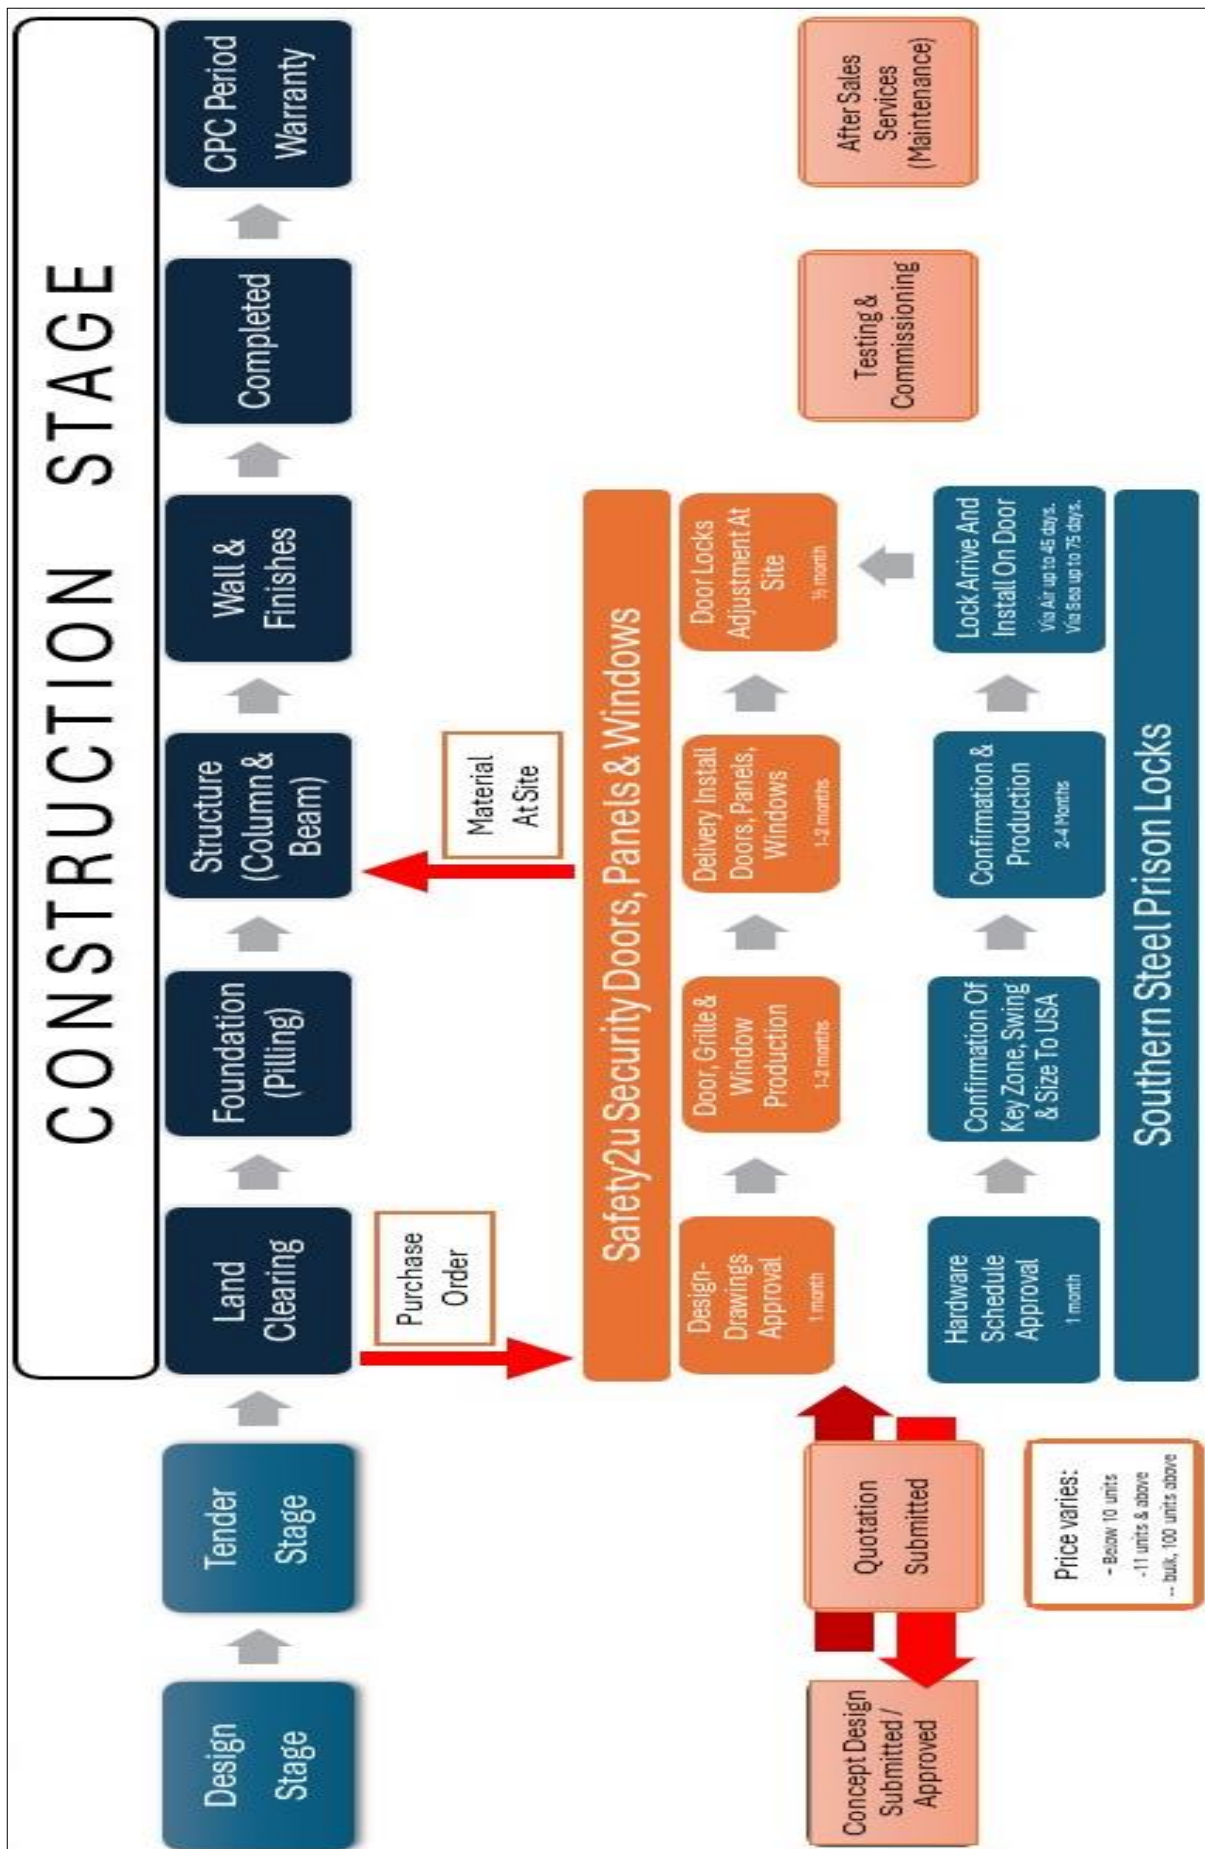 CONSTRUCTION STAGE
Design
Stage
Tender
Stage
Land
Clearing
Foundation
(Pilling)
Structure
(Column &
Beam)
Wall &
Finishes
Completed
CPC Period
Warranty
Purchase
Order
Material
At Site
Safety2u Security Doors, Panels & Windows
Design-
Drawings
Approval
1 month
Door, Grille &
Window
Production
1-2 months
Delivery Install
Doors, Panels,
Windows
1-2 months
Door Locks
Adjustment At
Site
½ month
Concept Design
Submitted /
Approved
Quotation
Submitted
Testing &
Commissioning
After Sales
Services
(Maintenance)
Hardware
Schedule
Approval
1 month
Confirmation Of
Key Zone, Swing
& Size To USA
Confirmation &
Production
2-4 Months
Lock Arrive And
Install On Door
Via Air up to 45 days.
Via Sea up to 75 days.
Price varies:
- Below 10 units
-11 units & above
-- bulk, 100 units above
Southern Steel Prison Locks